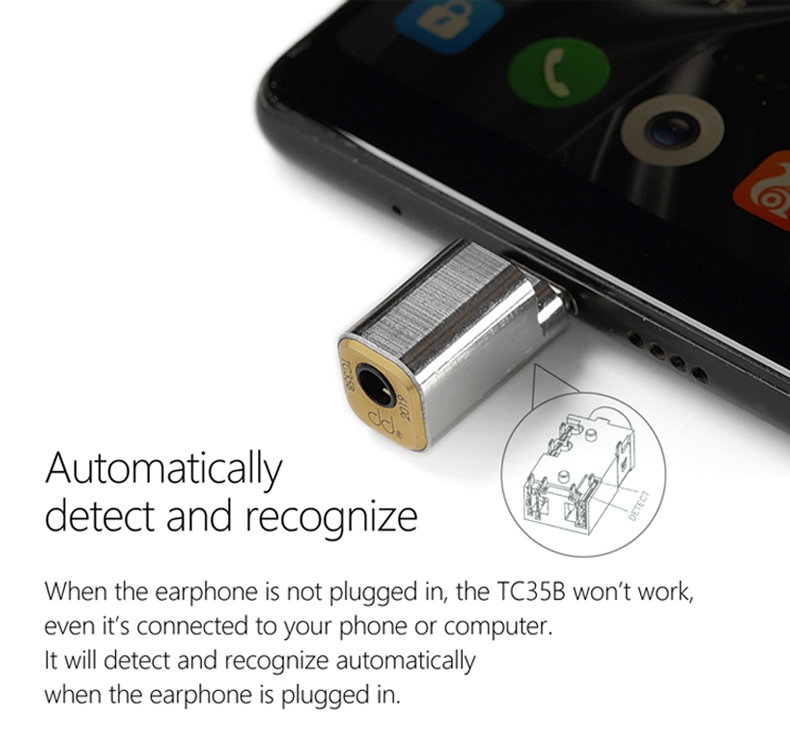 TC35B
2019
dd®
DETECT
Automatically
detect and recognize
When the earphone is not plugged in, the TC35B won't work,
even it's connected to your phone or computer.
It will detect and recognize automatically
when the earphone is plugged in.